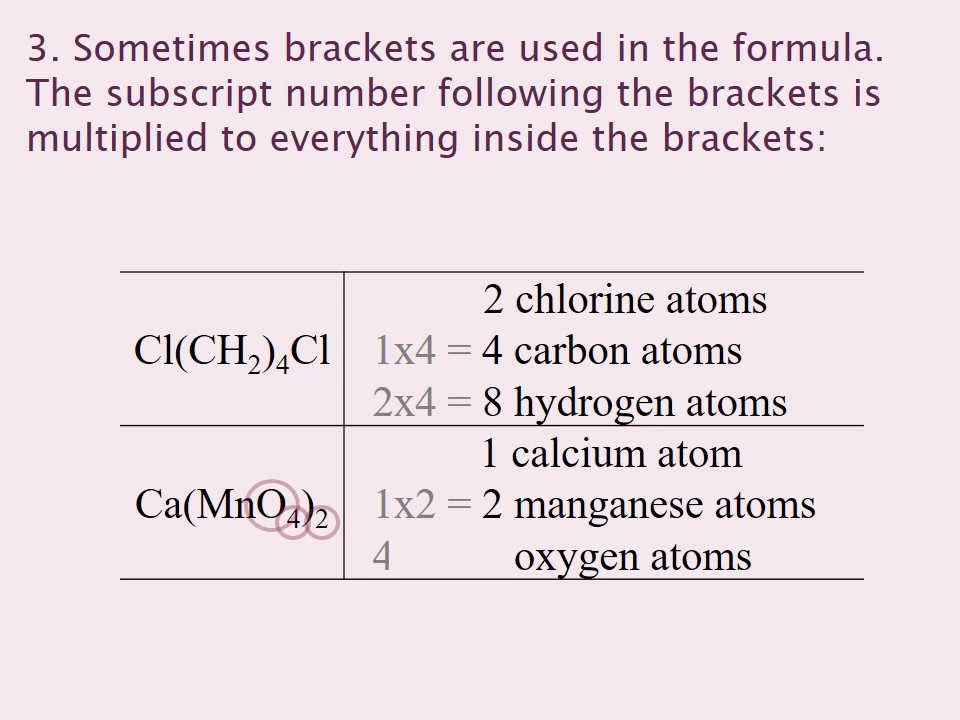 3. Sometimes brackets are used in the formula.
The subscript number following the brackets is
multiplied to everything inside the brackets:
2 chlorine atoms
Cl(CH₂)₄Cl 1x4 = 4 carbon atoms
2x4 = 8 hydrogen atoms
1 calcium atom
Ca(MnO₄)₂ 1x2 = 2 manganese atoms
4 oxygen atoms